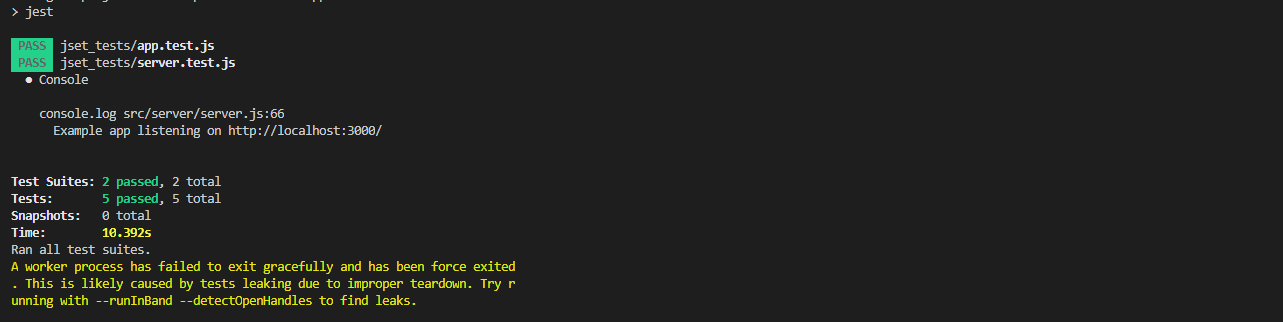 > jest
PASS jset_tests/app.test.js
PASS jset_tests/server.test.js
● Console
console.log src/server/server.js:66
Example app listening on http://localhost:3000/
Test Suites: 2 passed, 2 total
Tests: 5 passed, 5 total
Snapshots: 0 total
Time: 10.392s
Ran all test suites.
A worker process has failed to exit gracefully and has been force exited
. This is likely caused by tests leaking due to improper teardown. Try r
unning with --runInBand --detectOpenHandles to find leaks.